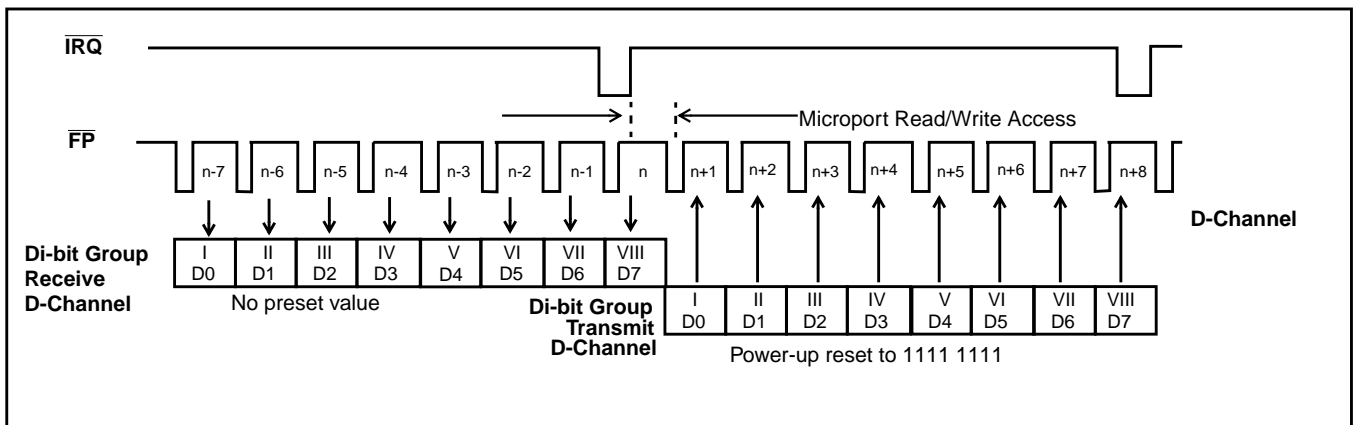 IRQ
Microport Read/Write Access
FP
n-7 n-6 n-5 n-4 n-3 n-2 n-1 n n+1 n+2 n+3 n+4 n+5 n+6 n+7 n+8
D-Channel
Di-bit Group
Receive
D-Channel
I II III IV V VI VII VIII
D0 D1 D2 D3 D4 D5 D6 D7
No preset value
Di-bit Group
Transmit
D-Channel
I II III IV V VI VII VIII
D0 D1 D2 D3 D4 D5 D6 D7
Power-up reset to 1111 1111